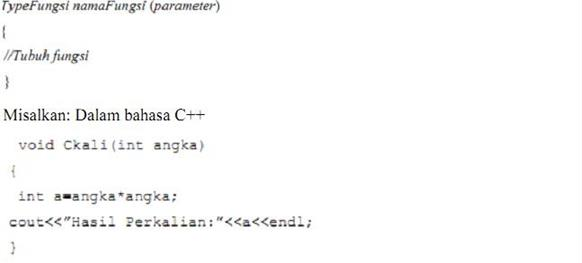 TypeFungsi namaFungsi (parameter)
{
//Tubuh fungsi
}
Misalkan: Dalam bahasa C++
void Ckali(int angka)
{
int a=angka*angka;
cout<<"Hasil Perkalian:"<<a<<endl;
}